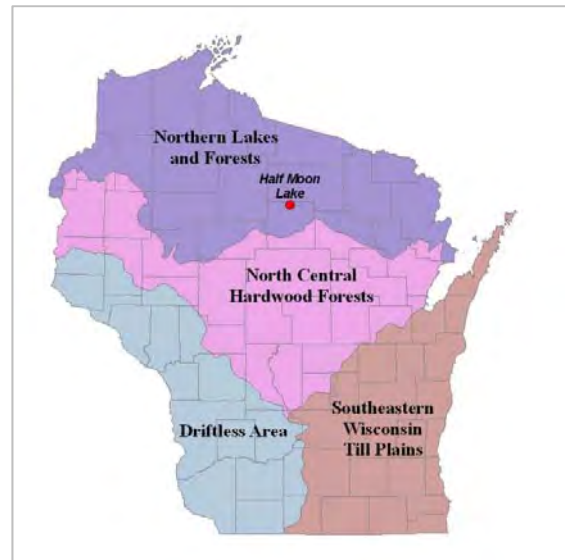 Northern Lakes
and Forests
Half Moon
Lake
North Central
Hardwood Forests
Southeastern
Wisconsin
Till Plains
Driftless Area